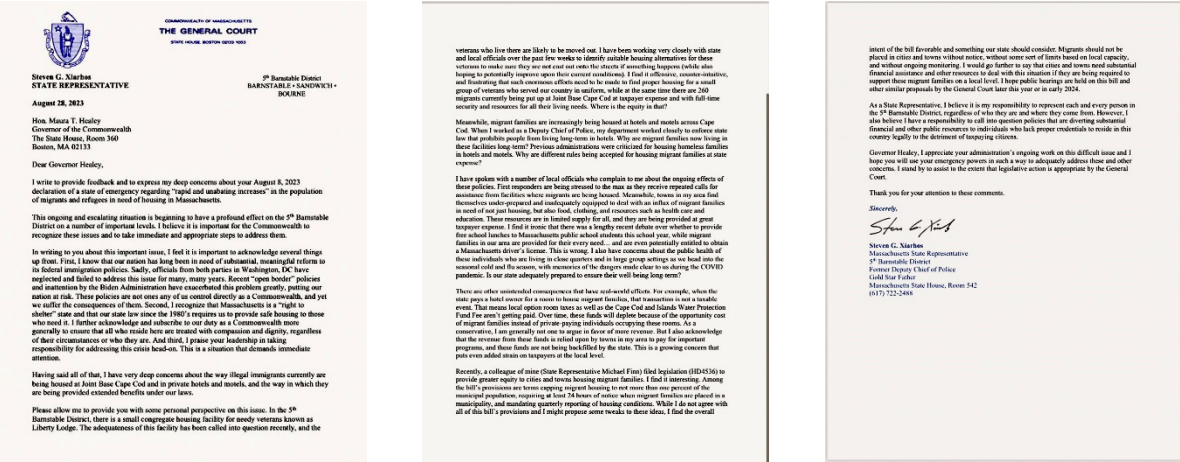 COMMONWEALTH OF MASSACHUSETTS
THE GENERAL COURT
STATE HOUSE, BOSTON 02133-1053
Steven G. Xiarhos
STATE REPRESENTATIVE
5th Barnstable District
BARNSTABLE • SANDWICH •
BOURNE
August 28, 2023
Hon. Maura T. Healey
Governor of the Commonwealth
The State House, Room 360
Boston, MA 02133
Dear Governor Healey,
I write to provide feedback and to express my deep concerns about your August 8, 2023
declaration of a state of emergency regarding “rapid and unabating increases” in the population
of migrants and refugees in need of housing in Massachusetts.
This ongoing and escalating situation is beginning to have a profound effect on the 5th Barnstable
District on a number of important levels. I believe it is important for the Commonwealth to
recognize these issues and to take immediate and appropriate steps to address them.
In writing to you about this important issue, I feel it is important to acknowledge several things
up front. First, I know that our nation has long been in need of substantial, meaningful reform to
its federal immigration policies. Sadly, officials from both parties in Washington, DC have
neglected and failed to address this issue for many, many years. Recent “open border” policies
and inattention by the Biden Administration have exacerbated this problem greatly, putting our
nation at risk. These policies are not ones any of us control directly as a Commonwealth, and yet
we suffer the consequences of them. Second, I recognize that Massachusetts is a “right to
shelter” state and that our state law since the 1980’s requires us to provide safe housing to those
who need it. I further acknowledge and subscribe to our duty as a Commonwealth more
generally to ensure that all who reside here are treated with compassion and dignity, regardless
of their circumstances or who they are. And third, I praise your leadership in taking
responsibility for addressing this crisis head-on. This is a situation that demands immediate
attention.
Having said all of that, I have very deep concerns about the way illegal immigrants currently are
being housed at Joint Base Cape Cod and in private hotels and motels, and the way in which they
are being provided extended benefits under our laws.
Please allow me to provide you with some personal perspective on this issue. In the 5th
Barnstable District, there is a small congregate housing facility for needy veterans known as
Liberty Lodge. The adequateness of this facility has been called into question recently, and the
veterans who live there are likely to be moved out. I have been working very closely with state
and local officials over the past few weeks to identify suitable housing alternatives for these
veterans to make sure they are not cast out onto the streets if something happens (while also
hoping to potentially improve upon their current conditions). I find it offensive, counter-intuitive,
and frustrating that such enormous efforts need to be made to find proper housing for a small
group of veterans who served our country in uniform, while at the same time there are 260
migrants currently being put up at Joint Base Cape Cod at taxpayer expense and with full-time
security and resources for all their living needs. Where is the equity in that?
Meanwhile, migrant families are increasingly being housed at hotels and motels across Cape
Cod. When I worked as a Deputy Chief of Police, my department worked closely to enforce state
law that prohibits people from living long-term in hotels. Why are migrant families now living in
these facilities long-term? Previous administrations were criticized for housing homeless families
in hotels and motels. Why are different rules being accepted for housing migrant families at state
expense?
I have spoken with a number of local officials who complain to me about the ongoing effects of
these policies. First responders are being stressed to the max as they receive repeated calls for
assistance from facilities where migrants are being housed. Meanwhile, towns in my area find
themselves under-prepared and inadequately equipped to deal with an influx of migrant families
in need of not just housing, but also food, clothing, and resources such as health care and
education. These resources are in limited supply for all, and they are being provided at great
taxpayer expense. I find it ironic that there was a lengthy recent debate over whether to provide
free school lunches to Massachusetts public school students this school year, while migrant
families in our area are provided for their every need… and are even potentially entitled to obtain
a Massachusetts driver’s license. This is wrong. I also have concerns about the public health of
these individuals who are living in close quarters and in large group settings as we head into the
seasonal cold and the season, with memories of the dangers made clear to us during the COVID
pandemic. Is our state adequately prepared to ensure their well-being long term?
There are other unintended consequences that have real-world effects. For example, when the
state pays a hotel owner for a room to house migrant families, that transaction is not a taxable
event. That means local option room taxes as well as the Cape Cod and Islands Water Protection
Fund Fee aren’t getting paid. Over time, these funds will deplete because of the opportunity cost
of migrant families instead of private-paying individuals occupying these rooms. As a
conservative, I am generally not one to argue in favor of more revenue. But I also acknowledge
that the revenue from these funds is relied upon by towns in my area to pay for important
programs, and these funds are not being backfilled by the state. This is a growing concern that
puts even added strain on taxpayers at the local level.
Recently, a colleague of mine (State Representative Michael Finn) filed legislation (HD4536) to
provide greater equity to cities and towns housing migrant families. I find it interesting. Among
the bill’s provisions are terms capping migrant housing to not more than one percent of the
municipal population, requiring at least 24 hours of notice when migrant families are placed in a
municipality, and mandating quarterly reporting of housing conditions. While I do not agree with
all of this bill’s provisions and I might propose some tweaks to these ideas, I find the overall
intent of the bill favorable and something our state should consider. Migrants should not be
placed in cities and towns in this way, without some sort of limits based on local capacity,
and without ongoing monitoring. I would go further to say that cities and towns need substantial
financial assistance and other resources to deal with this situation if they are being required to
support these migrant families on a local level. I hope public hearings are held on this bill and
other similar proposals by the General Court later this year or in early 2024.
As a State Representative, I believe it is my responsibility to represent each and every person in
the 5th Barnstable District, regardless of who they are and where they come from. However, I
also believe I have a responsibility to call into question policies that are diverting substantial
financial and other public resources to individuals who lack proper credentials to reside in this
country legally to the detriment of taxpaying citizens.
Governor Healey, I appreciate your administration’s ongoing work on this difficult issue and I
hope you will use your emergency powers in such a way to adequately address these and other
concerns. I stand by to assist to the extent that legislative action is appropriate by the General
Court.
Thank you for your attention to these comments.
Sincerely,
Steven G. Xiarhos
Massachusetts State Representative
5th Barnstable District
Former Deputy Chief of Police
Gold Star Father
Massachusetts State House, Room 542
(617) 722-2488